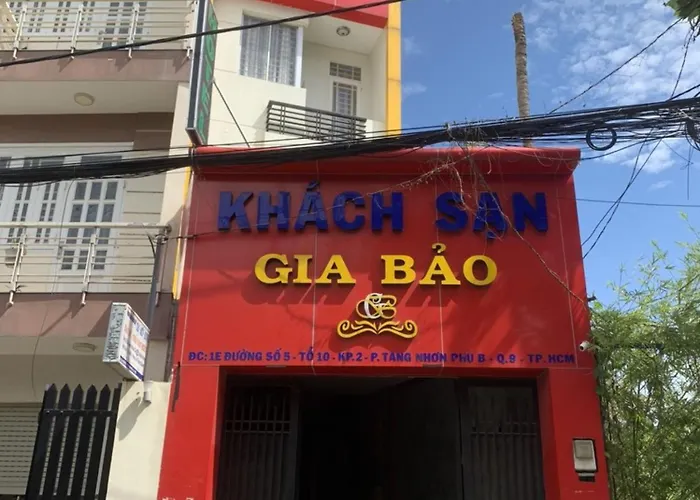 KHÁCH SẠN
GIA BẢO
GB
ĐC: 1E ĐƯỜNG SỐ 5 - TỔ 10 - KP.2 - P. TĂNG NHƠN PHÚ B - Q.9 - TP.HCM